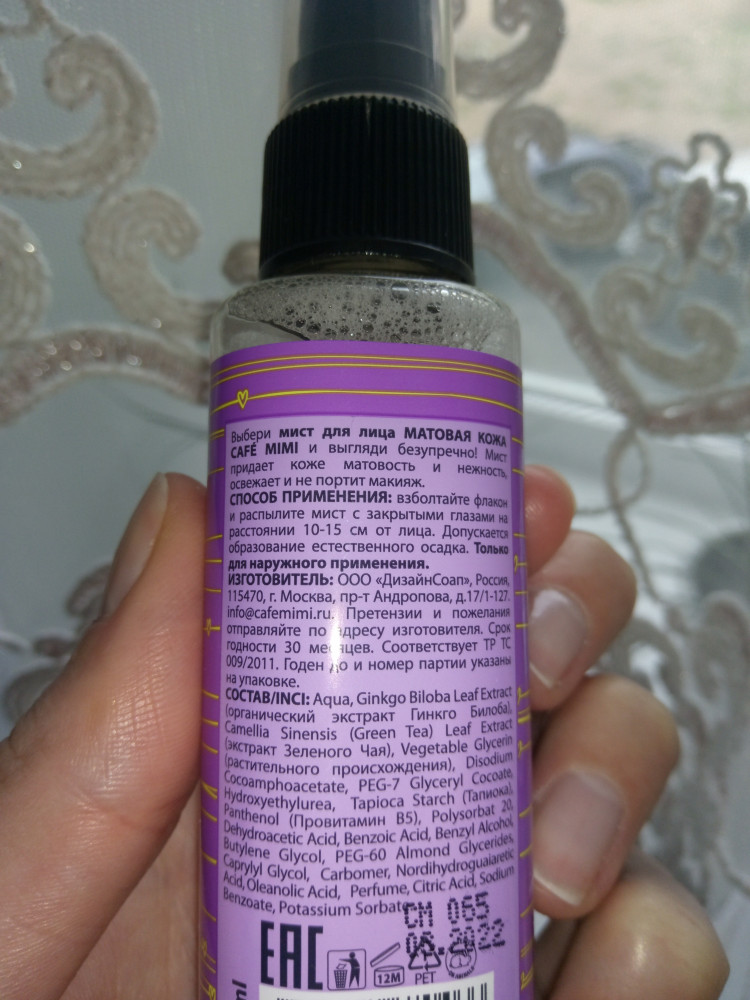 Выбери мист для лица МАТОВАЯ КОЖА
CAFÉ MIMI и выгляди безупречно! Мист
придает коже матовость и нежность,
освежает и не портит макияж.
СПОСОБ ПРИМЕНЕНИЯ: взболтайте флакон
и распылите мист с закрытыми глазами на
расстоянии 10-15 см от лица. Допускается
образование естественного осадка. Только
для наружного применения.
ИЗГОТОВИТЕЛЬ: ООО «ДизайнСоап», Россия,
115470, г. Москва, пр-т Андропова, д.17/1-127.
info@cafemimi.ru. Претензии и пожелания
отправляйте по адресу изготовителя. Срок
годности 30 месяцев. Соответствует ТР ТС
009/2011. Годен до и номер партии указаны
на упаковке.
СОСТАВ/INCI: Aqua, Ginkgo Biloba Leaf Extract
(органический экстракт Гинкго Билоба),
Camellia Sinensis (Green Tea) Leaf Extract
(экстракт Зеленого Чая), Vegetable Glycerin
(растительного происхождения), Disodium
Cocoamphoacetate, PEG-7 Glyceryl Cocoate,
Hydroxyethylurea, Tapioca Starch (Тапиока),
Panthenol (Провитамин В5), Polysorbat 20,
Dehydroacetic Acid, Benzoic Acid, Benzyl Alcohol,
Butylene Glycol, PEG-60 Almond Glycerides,
Caprylyl Glycol, Carbomer, Nordihydroguaiaretic
Acid, Oleanolic Acid, Perfume, Citric Acid, Sodium
Benzoate, Potassium Sorbate
CM 065
08.2022
EAC
12M
PET
ml